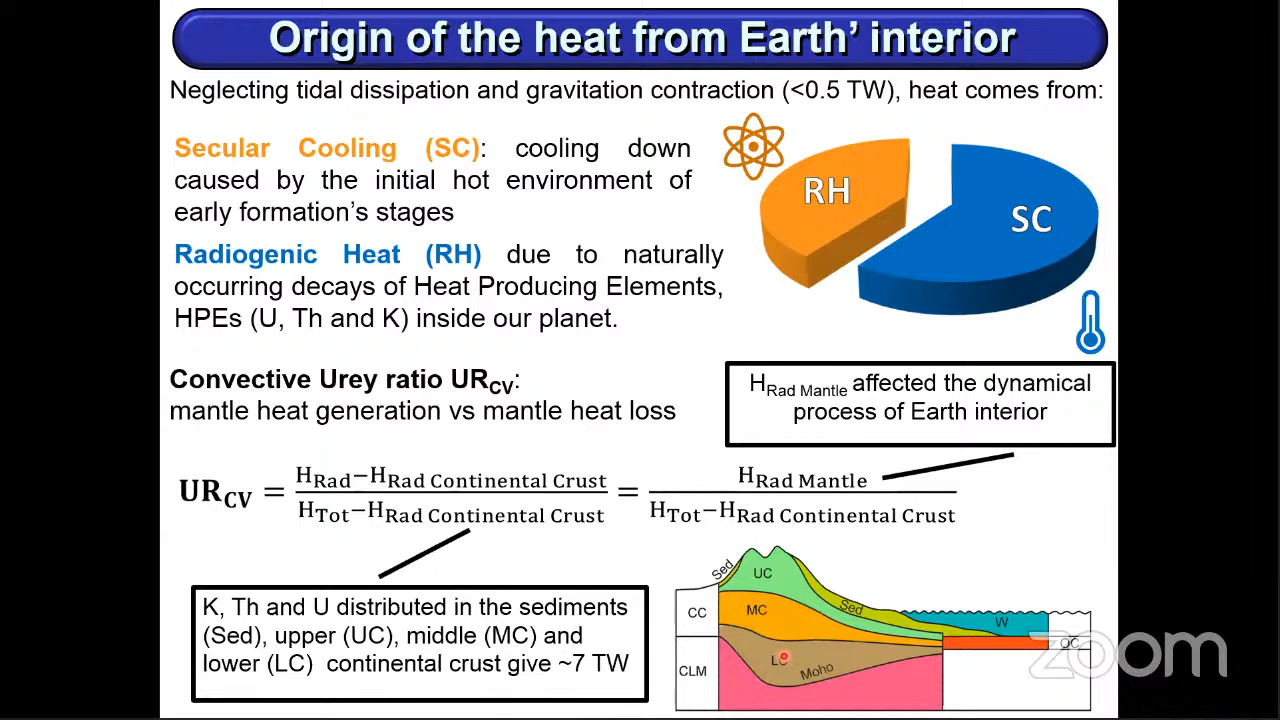 Origin of the heat from Earth’ interior
Neglecting tidal dissipation and gravitation contraction (<0.5 TW), heat comes from:
Secular Cooling (SC): cooling down
caused by the initial hot environment of
early formation’s stages
RH
SC
Radiogenic Heat (RH) due to naturally
occurring decays of Heat Producing Elements,
HPEs (U, Th and K) inside our planet.
Convective Urey ratio URCV:
mantle heat generation vs mantle heat loss
HRad Mantle affected the dynamical
process of Earth interior
URCV = (HRad−HRad Continental Crust)/(HTot−HRad Continental Crust) = HRad Mantle/(HTot−HRad Continental Crust)
K, Th and U distributed in the sediments
(Sed), upper (UC), middle (MC) and
lower (LC) continental crust give ~7 TW
Sed
UC
CC
MC
Sed
W
OC
LC
CLM
Moho
zoom